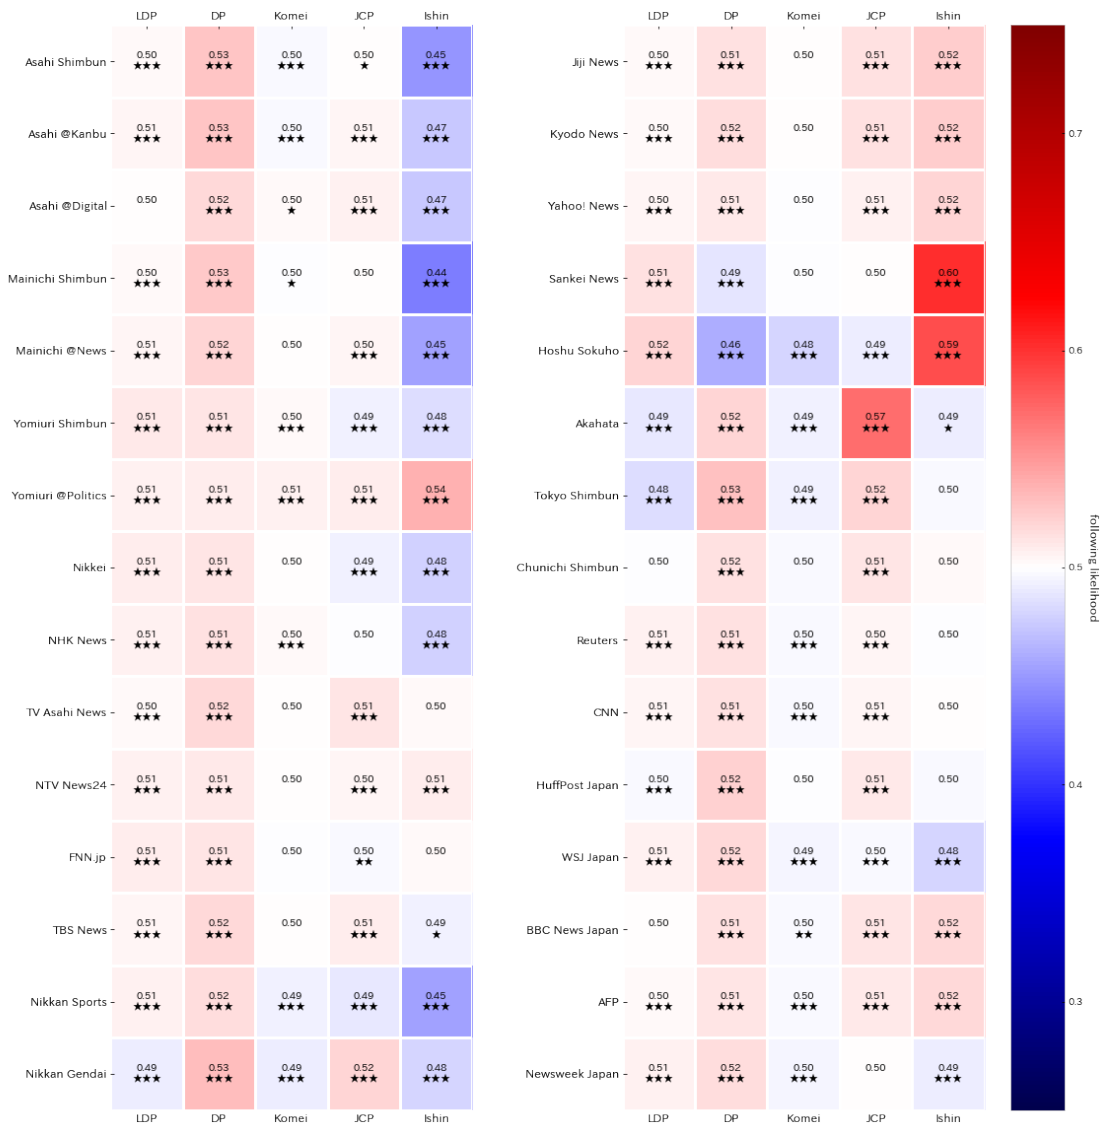 LDP DP Komei JCP Ishin LDP DP Komei JCP Ishin
Asahi Shimbun 0.50 0.53 0.50 0.50 0.45 Jiji News 0.50 0.51 0.50 0.51 0.52
★★★ ★★★ ★★★ ★ ★★★ ★★★ ★★★ ★★★ ★★★
Asahi @Kanbu 0.51 0.53 0.50 0.51 0.47 Kyodo News 0.50 0.52 0.50 0.51 0.52
★★★ ★★★ ★★★ ★★★ ★★★ ★★★ ★★★ ★★★ ★★★
Asahi @Digital 0.50 0.52 0.50 0.51 0.47 Yahoo! News 0.50 0.51 0.50 0.51 0.52
★★★ ★ ★★★ ★★★ ★★★ ★★★ ★★★ ★★★
Mainichi Shimbun 0.50 0.53 0.50 0.50 0.44 Sankei News 0.51 0.49 0.50 0.50 0.60
★★★ ★★★ ★ ★★★ ★★★ ★★★ ★★★
Mainichi @News 0.51 0.52 0.50 0.50 0.45 Hoshu Sokuho 0.52 0.46 0.48 0.49 0.59
★★★ ★★★ ★★★ ★★★ ★★★ ★★★ ★★★ ★★★ ★★★
Yomiuri Shimbun 0.51 0.51 0.50 0.49 0.48 Akahata 0.49 0.52 0.49 0.57 0.49
★★★ ★★★ ★★★ ★★★ ★★★ ★★★ ★★★ ★★★ ★★★ ★
Yomiuri @Politics 0.51 0.51 0.51 0.51 0.54 Tokyo Shimbun 0.48 0.53 0.49 0.52 0.50
★★★ ★★★ ★★★ ★★★ ★★★ ★★★ ★★★ ★★★ ★★★
Nikkei 0.51 0.51 0.50 0.49 0.48 Chunichi Shimbun 0.50 0.52 0.50 0.51 0.50
★★★ ★★★ ★★★ ★★★ ★★★ ★★★
NHK News 0.51 0.51 0.50 0.50 0.48 Reuters 0.51 0.51 0.50 0.50 0.50
★★★ ★★★ ★★★ ★★★ ★★★ ★★★ ★★★ ★★★
TV Asahi News 0.50 0.52 0.50 0.51 0.50 CNN 0.51 0.51 0.50 0.51 0.50
★★★ ★★★ ★★★ ★★★ ★★★ ★★★ ★★★
NTV News24 0.51 0.51 0.50 0.50 0.51 HuffPost Japan 0.50 0.52 0.50 0.51 0.50
★★★ ★★★ ★★★ ★★★ ★★★ ★★★ ★★★
FNN.jp 0.51 0.51 0.50 0.50 0.50 WSJ Japan 0.51 0.52 0.49 0.50 0.48
★★★ ★★★ ★★ ★★★ ★★★ ★★★ ★★★ ★★★
TBS News 0.51 0.52 0.50 0.51 0.49 BBC News Japan 0.50 0.51 0.50 0.51 0.52
★★★ ★★★ ★★★ ★ ★★★ ★★ ★★★ ★★★
Nikkan Sports 0.51 0.52 0.49 0.49 0.45 AFP 0.50 0.51 0.50 0.51 0.52
★★★ ★★★ ★★★ ★★★ ★★★ ★★★ ★★★ ★★★ ★★★ ★★★
Nikkan Gendai 0.49 0.53 0.49 0.52 0.48 Newsweek Japan 0.51 0.52 0.50 0.50 0.49
★★★ ★★★ ★★★ ★★★ ★★★ ★★★ ★★★ ★★★ ★★★
LDP DP Komei JCP Ishin LDP DP Komei JCP Ishin
0.7
0.6
0.5
0.4
0.3
following likelihood